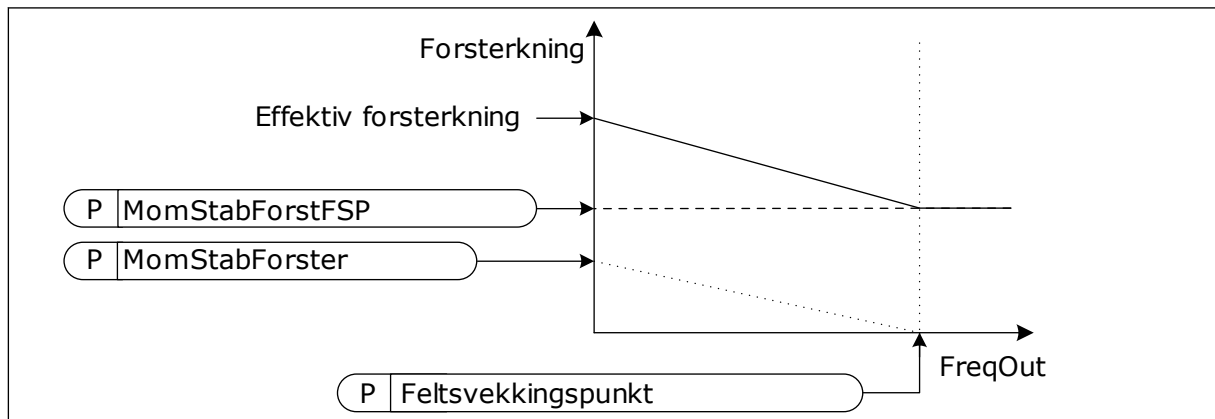 Forsterkning
Effektiv forsterkning
P MomStabForstFSP
P MomStabForster
FreqOut
P Feltsvekkingspunkt